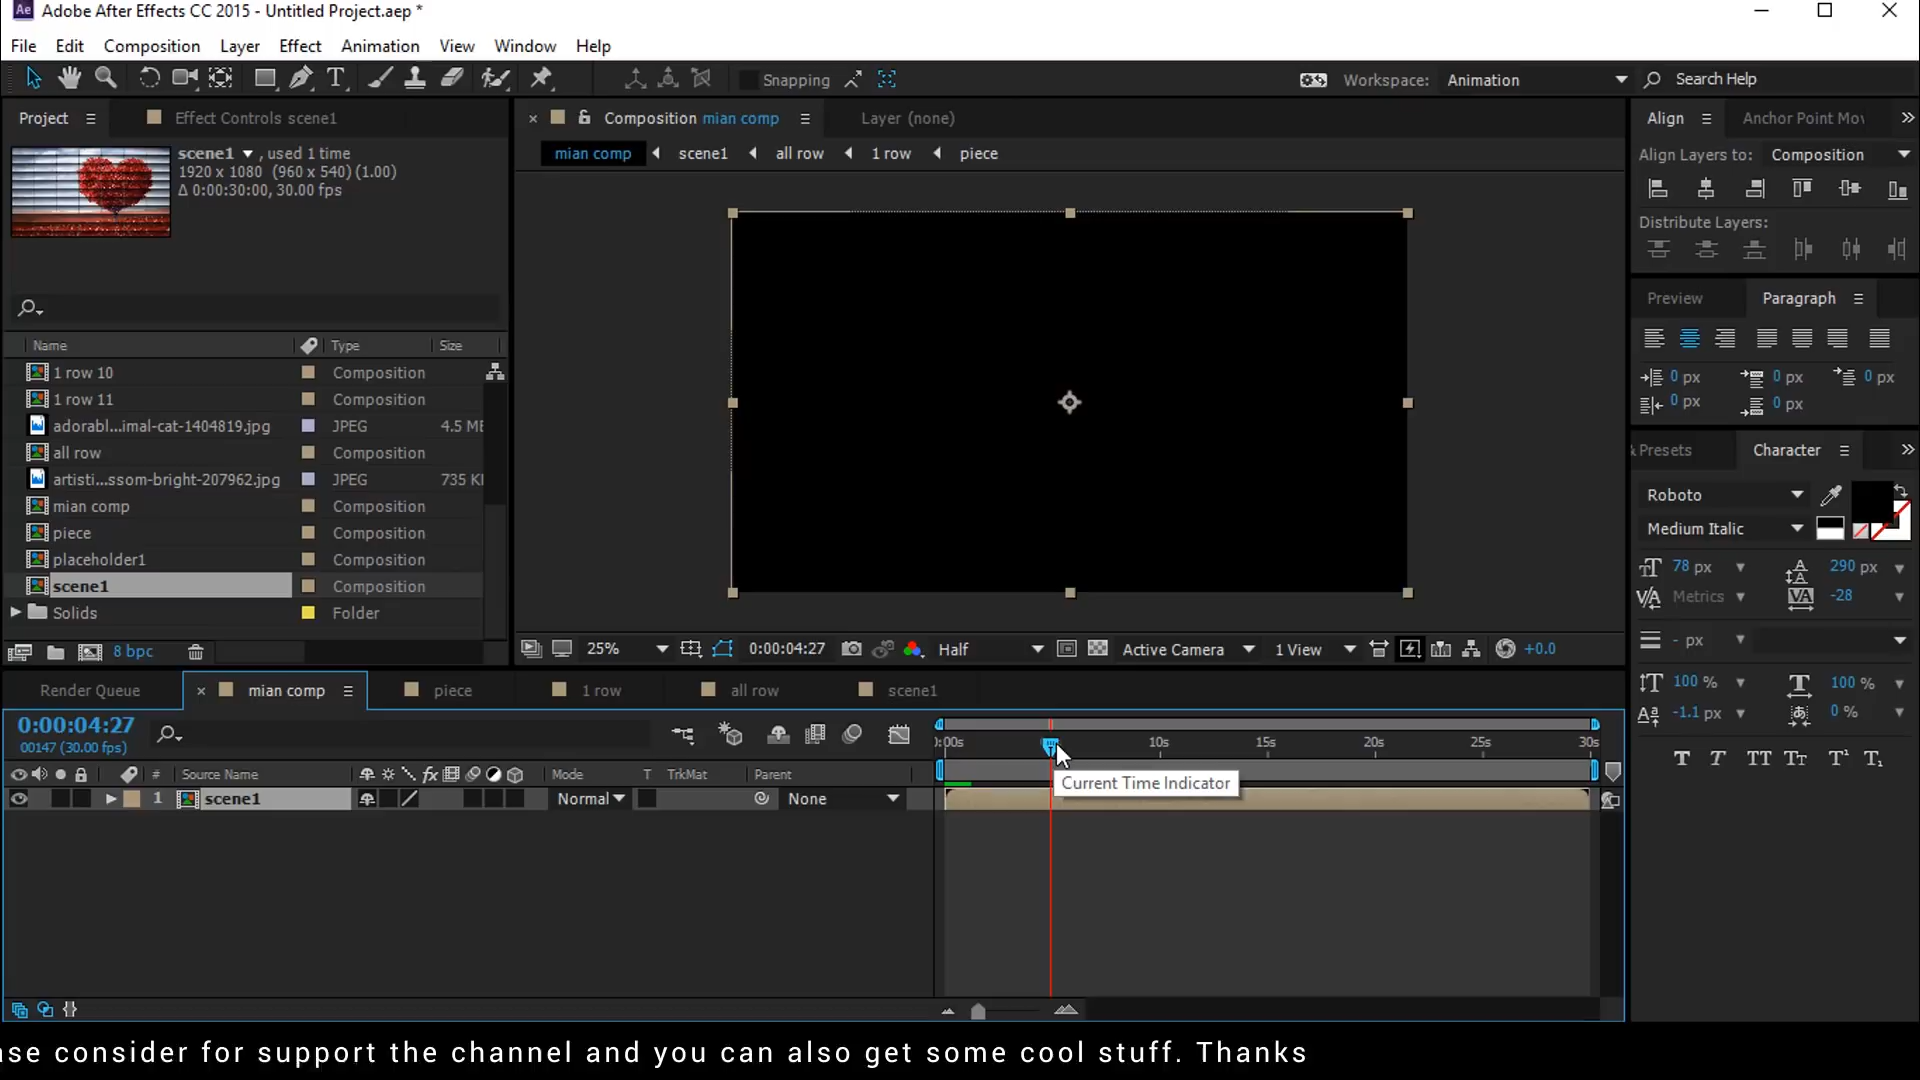 Adobe After Effects CC 2015 - Untitled Project.aep *
File Edit Composition Layer Effect Animation View Window Help
Snapping
Workspace: Animation
Search Help
Project
Effect Controls scene1
scene1 ▼ , used 1 time
1920 x 1080 (960 x 540) (1.00)
Δ 0:00:30:00, 30.00 fps
Name Type Size
1 row 10 Composition
1 row 11 Composition
adorabl...imal-cat-1404819.jpg JPEG 4.5 ME
all row Composition
artisti...ssom-bright-207962.jpg JPEG 735 KI
mian comp Composition
piece Composition
placeholder1 Composition
scene1 Composition
Solids Folder
8 bpc
Composition mian comp
Layer (none)
mian comp scene1 all row 1 row piece
25% 0:00:04:27 Half Active Camera 1 View +0.0
Align
Anchor Point Mov
Align Layers to: Composition
Distribute Layers:
Preview
Paragraph
0 px 0 px 0 px
0 px 0 px
& Presets
Character
Roboto
Medium Italic
78 px 290 px
Metrics -28
- px
100 % 100 %
-1.1 px 0 %
T T TT Tт T¹ T₁
Render Queue mian comp piece 1 row all row scene1
0:00:04:27
00147 (30.00 fps)
):00s 10s 15s 20s 25s 30s
# Source Name fx Mode T TrkMat Parent
1 scene1 Normal None
Current Time Indicator
ase consider for support the channel and you can also get some cool stuff. Thanks